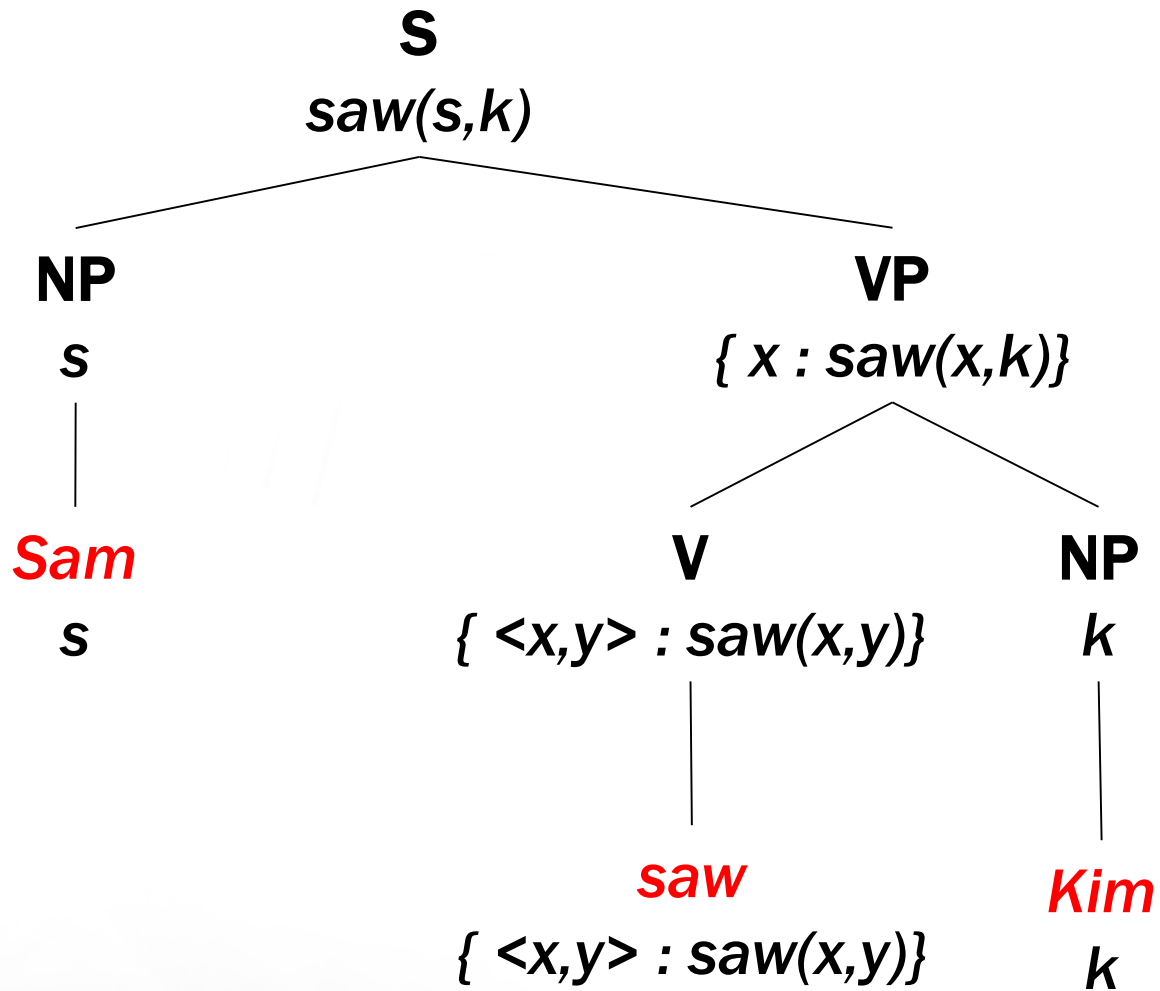 S
saw(s,k)
NP
VP
s
{ x : saw(x,k)}
Sam
V
NP
s
{ <x,y> : saw(x,y)}
k
saw
Kim
{ <x,y> : saw(x,y)}
k